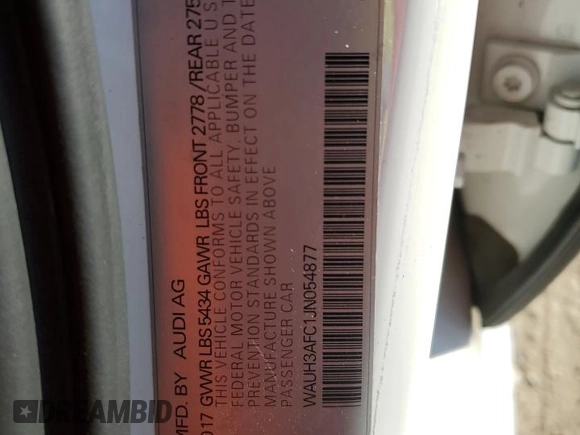 MFD. BY AUDI AG
017 GVWR LBS 5434 GAWR LBS FRONT 2778 /REAR 275
THIS VEHICLE CONFORMS TO ALL APPLICABLE U S
FEDERAL MOTOR VEHICLE SAFETY, BUMPER AND T
PREVENTION STANDARDS IN EFFECT ON THE DATE
MANUFACTURE SHOWN ABOVE
PASSENGER CAR
WAUH3AFC1JN054877
DREAMBID